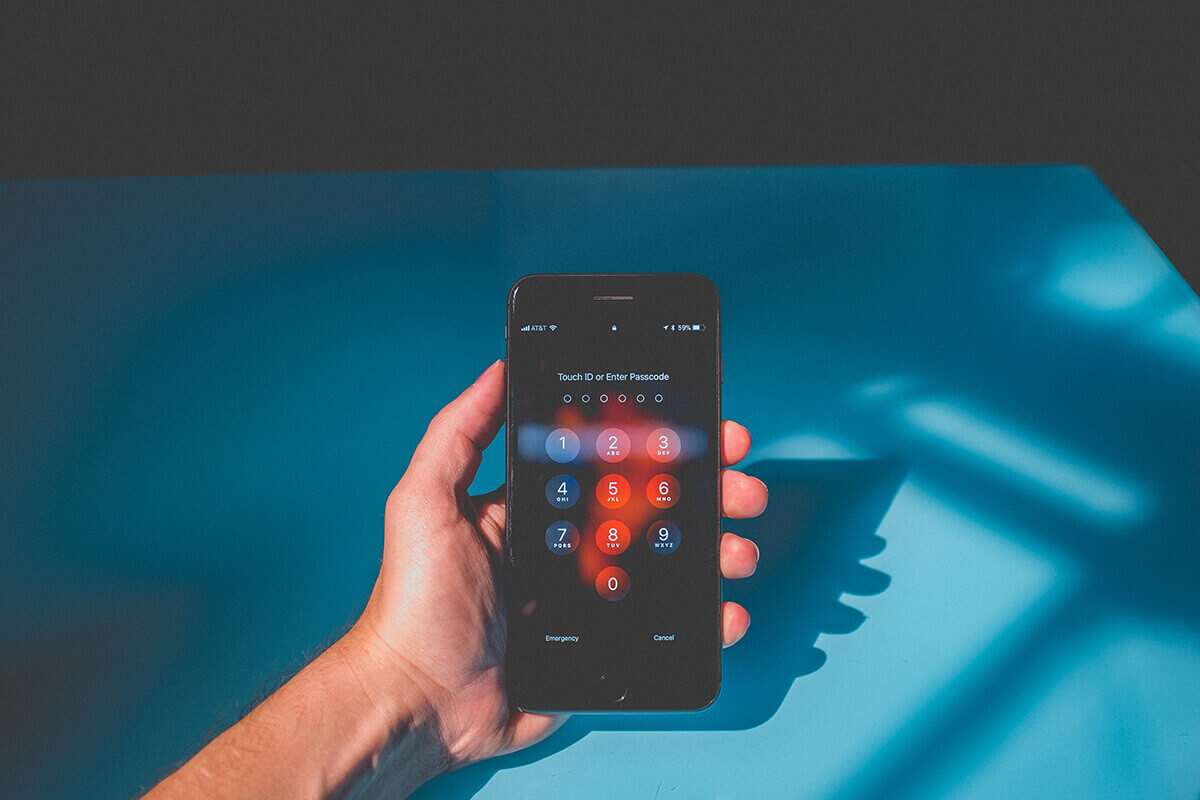 AT&T 59%
Touch ID or Enter Passcode
1 2 3
ABC DEF
4 5 6
GHI JKL MNO
7 8 9
PQRS TUV WXYZ
0
Emergency Cancel